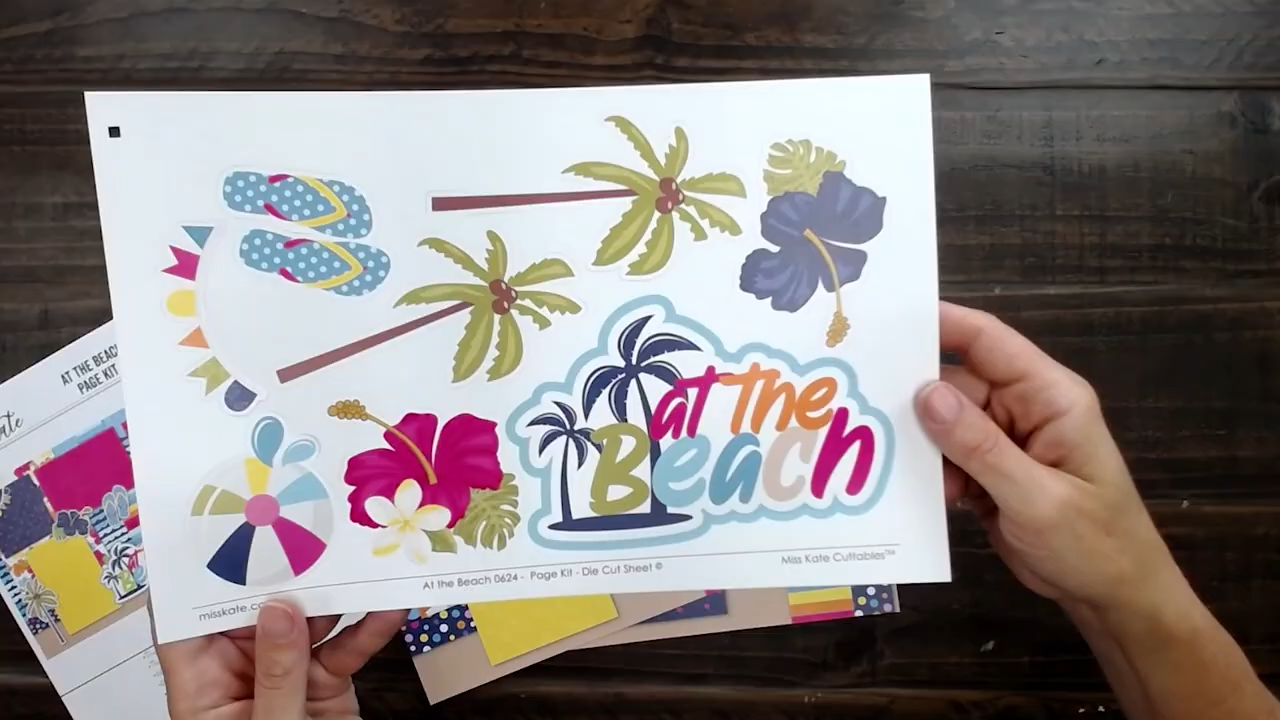 at the
Beach
At the Beach 0624 - Page Kit - Die Cut Sheet ©
Miss Kate Cuttables™
misskate.co
AT THE BEAC
PAGE KIT
ate